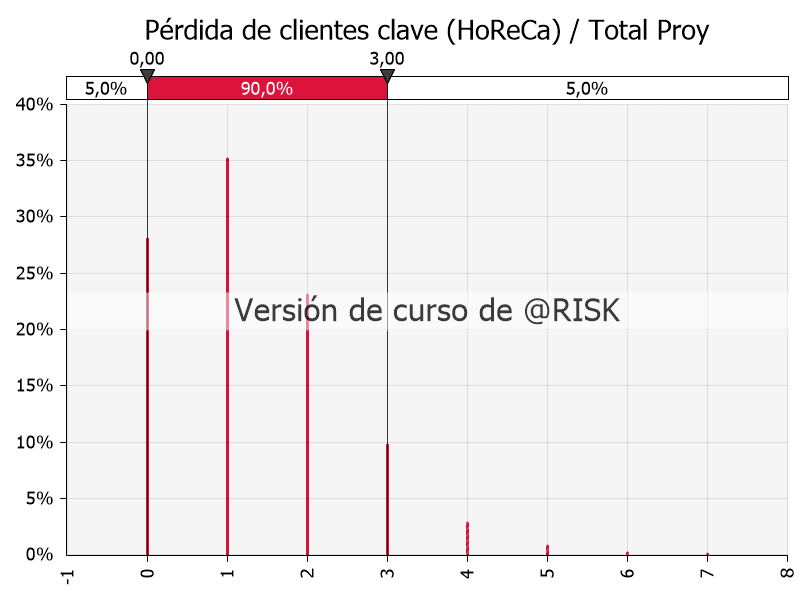 Pérdida de clientes clave (HoReCa) / Total Proy
0,00 3,00
5,0% 90,0% 5,0%
40%
35%
30%
25%
Versión de curso de @RISK
20%
15%
10%
5%
0%
-1 0 1 2 3 4 5 6 7 8